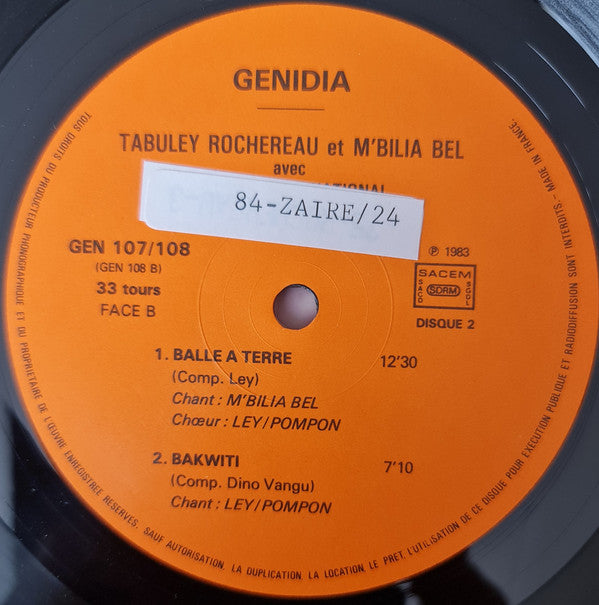 GENIDIA
TABULEY ROCHEREAU et M'BILIA BEL
avec
84-ZAIRE/24
GEN 107/108
(GEN 108 B)
33 tours
FACE B
℗ 1983
SACEM
SACD SDRM SGDL
DISQUE 2
1. BALLE A TERRE 12'30
(Comp. Ley)
Chant : M'BILIA BEL
Chœur : LEY/POMPON
2. BAKWITI 7'10
(Comp. Dino Vangu)
Chant : LEY/POMPON
TOUS DROITS DU PRODUCTEUR PHONOGRAPHIQUE ET DU PROPRIETAIRE DE L'ŒUVRE ENREGISTREE RESERVES. SAUF AUTORISATION. LA DUPLICATION. LA LOCATION. LE PRET. L'UTILISATION DE CE DISQUE POUR EXECUTION PUBLIQUE ET RADIODIFFUSION SONT INTERDITS - MADE IN FRANCE.